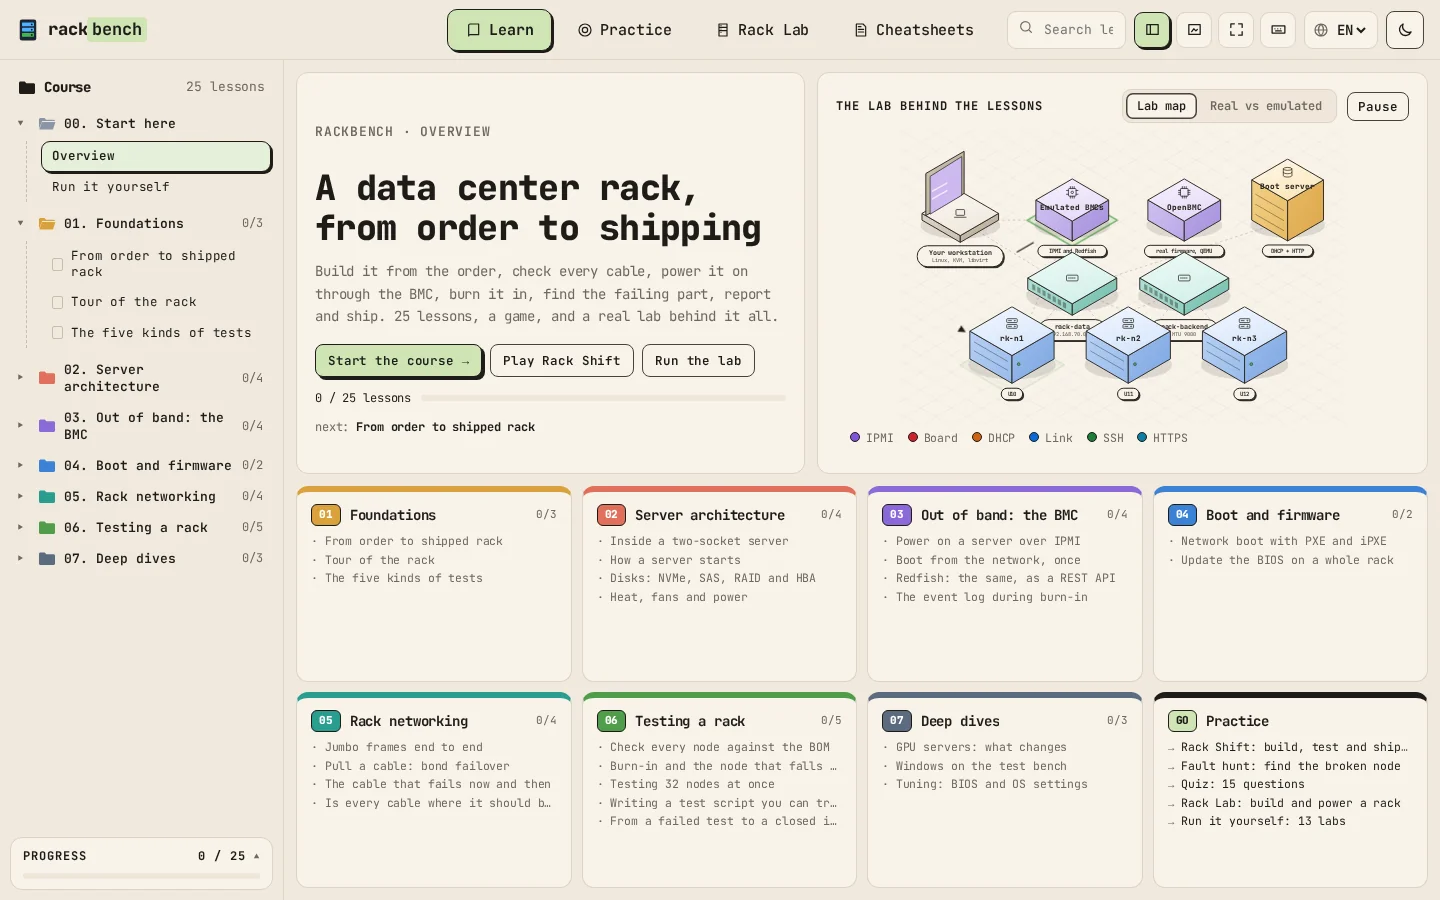 rackbench
Learn
Practice
Rack Lab
Cheatsheets
Search le
EN
Course
25 lessons
00. Start here
Overview
Run it yourself
01. Foundations
0/3
From order to shipped
rack
Tour of the rack
The five kinds of tests
02. Server
architecture
0/4
03. Out of band: the
BMC
0/4
04. Boot and firmware
0/2
05. Rack networking
0/4
06. Testing a rack
0/5
07. Deep dives
0/3
PROGRESS
0 / 25
RACKBENCH · OVERVIEW
A data center rack,
from order to shipping
Build it from the order, check every cable, power it on
through the BMC, burn it in, find the failing part, report
and ship. 25 lessons, a game, and a real lab behind it all.
Start the course →
Play Rack Shift
Run the lab
0 / 25 lessons
next: From order to shipped rack
THE LAB BEHIND THE LESSONS
Lab map
Real vs emulated
Pause
Boot server
Emulated BMCs
OpenBMC
Your workstation
Linux, KVM, libvirt
IPMI and Redfish
real firmware, QEMU
DHCP + HTTP
rack-data
rack-backend
MTU 9000
rk-n1
rk-n2
rk-n3
U10
U11
U12
IPMI
Board
DHCP
Link
SSH
HTTPS
01 Foundations 0/3
· From order to shipped rack
· Tour of the rack
· The five kinds of tests
02 Server architecture 0/4
· Inside a two-socket server
· How a server starts
· Disks: NVMe, SAS, RAID and HBA
· Heat, fans and power
03 Out of band: the BMC 0/4
· Power on a server over IPMI
· Boot from the network, once
· Redfish: the same, as a REST API
· The event log during burn-in
04 Boot and firmware 0/2
· Network boot with PXE and iPXE
· Update the BIOS on a whole rack
05 Rack networking 0/4
· Jumbo frames end to end
· Pull a cable: bond failover
· The cable that fails now and then
· Is every cable where it should b…
06 Testing a rack 0/5
· Check every node against the BOM
· Burn-in and the node that falls …
· Testing 32 nodes at once
· Writing a test script you can tr…
· From a failed test to a closed i…
07 Deep dives 0/3
· GPU servers: what changes
· Windows on the test bench
· Tuning: BIOS and OS settings
GO Practice
→ Rack Shift: build, test and ship…
→ Fault hunt: find the broken node
→ Quiz: 15 questions
→ Rack Lab: build and power a rack
→ Run it yourself: 13 labs